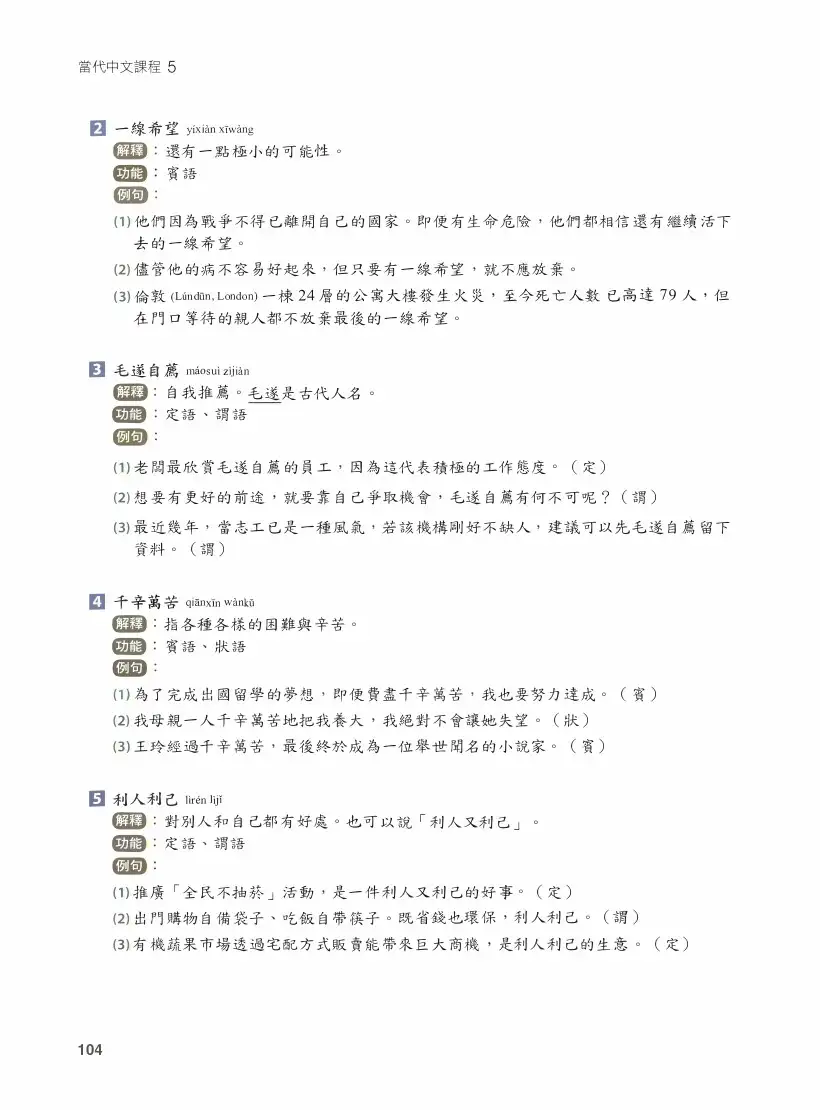 當代中文課程 5
2 一線希望 yíxiàn xīwàng
解釋：還有一點極小的可能性。
功能：賓語
例句：
(1) 他們因為戰爭不得已離開自己的國家。即便有生命危險，他們都相信還有繼續活下
去的一線希望。
(2) 儘管他的病不容易好起來，但只要有一線希望，就不應放棄。
(3) 倫敦 (Lúndūn, London) 一棟 24 層的公寓大樓發生火災，至今死亡人數 已高達 79 人，但
在門口等待的親人都不放棄最後的一線希望。
3 毛遂自薦 máosuì zìjiàn
解釋：自我推薦。毛遂是古代人名。
功能：定語、謂語
例句：
(1) 老闆最欣賞毛遂自薦的員工，因為這代表積極的工作態度。（定）
(2) 想要有更好的前途，就要靠自己爭取機會，毛遂自薦有何不可呢？（謂）
(3) 最近幾年，當志工已是一種風氣，若該機構剛好不缺人，建議可以先毛遂自薦留下
資料。（謂）
4 千辛萬苦 qiānxīn wànkǔ
解釋：指各種各樣的困難與辛苦。
功能：賓語、狀語
例句：
(1) 為了完成出國留學的夢想，即便費盡千辛萬苦，我也要努力達成。（賓）
(2) 我母親一人千辛萬苦地把我養大，我絕對不會讓她失望。（狀）
(3) 王玲經過千辛萬苦，最後終於成為一位舉世聞名的小說家。（賓）
5 利人利己 lìrén lìjǐ
解釋：對別人和自己都有好處。也可以說「利人又利己」。
功能：定語、謂語
例句：
(1) 推廣「全民不抽菸」活動，是一件利人又利己的好事。（定）
(2) 出門購物自備袋子、吃飯自帶筷子。既省錢也環保，利人利己。（謂）
(3) 有機蔬果市場透過宅配方式販賣能帶來巨大商機，是利人利己的生意。（定）
104